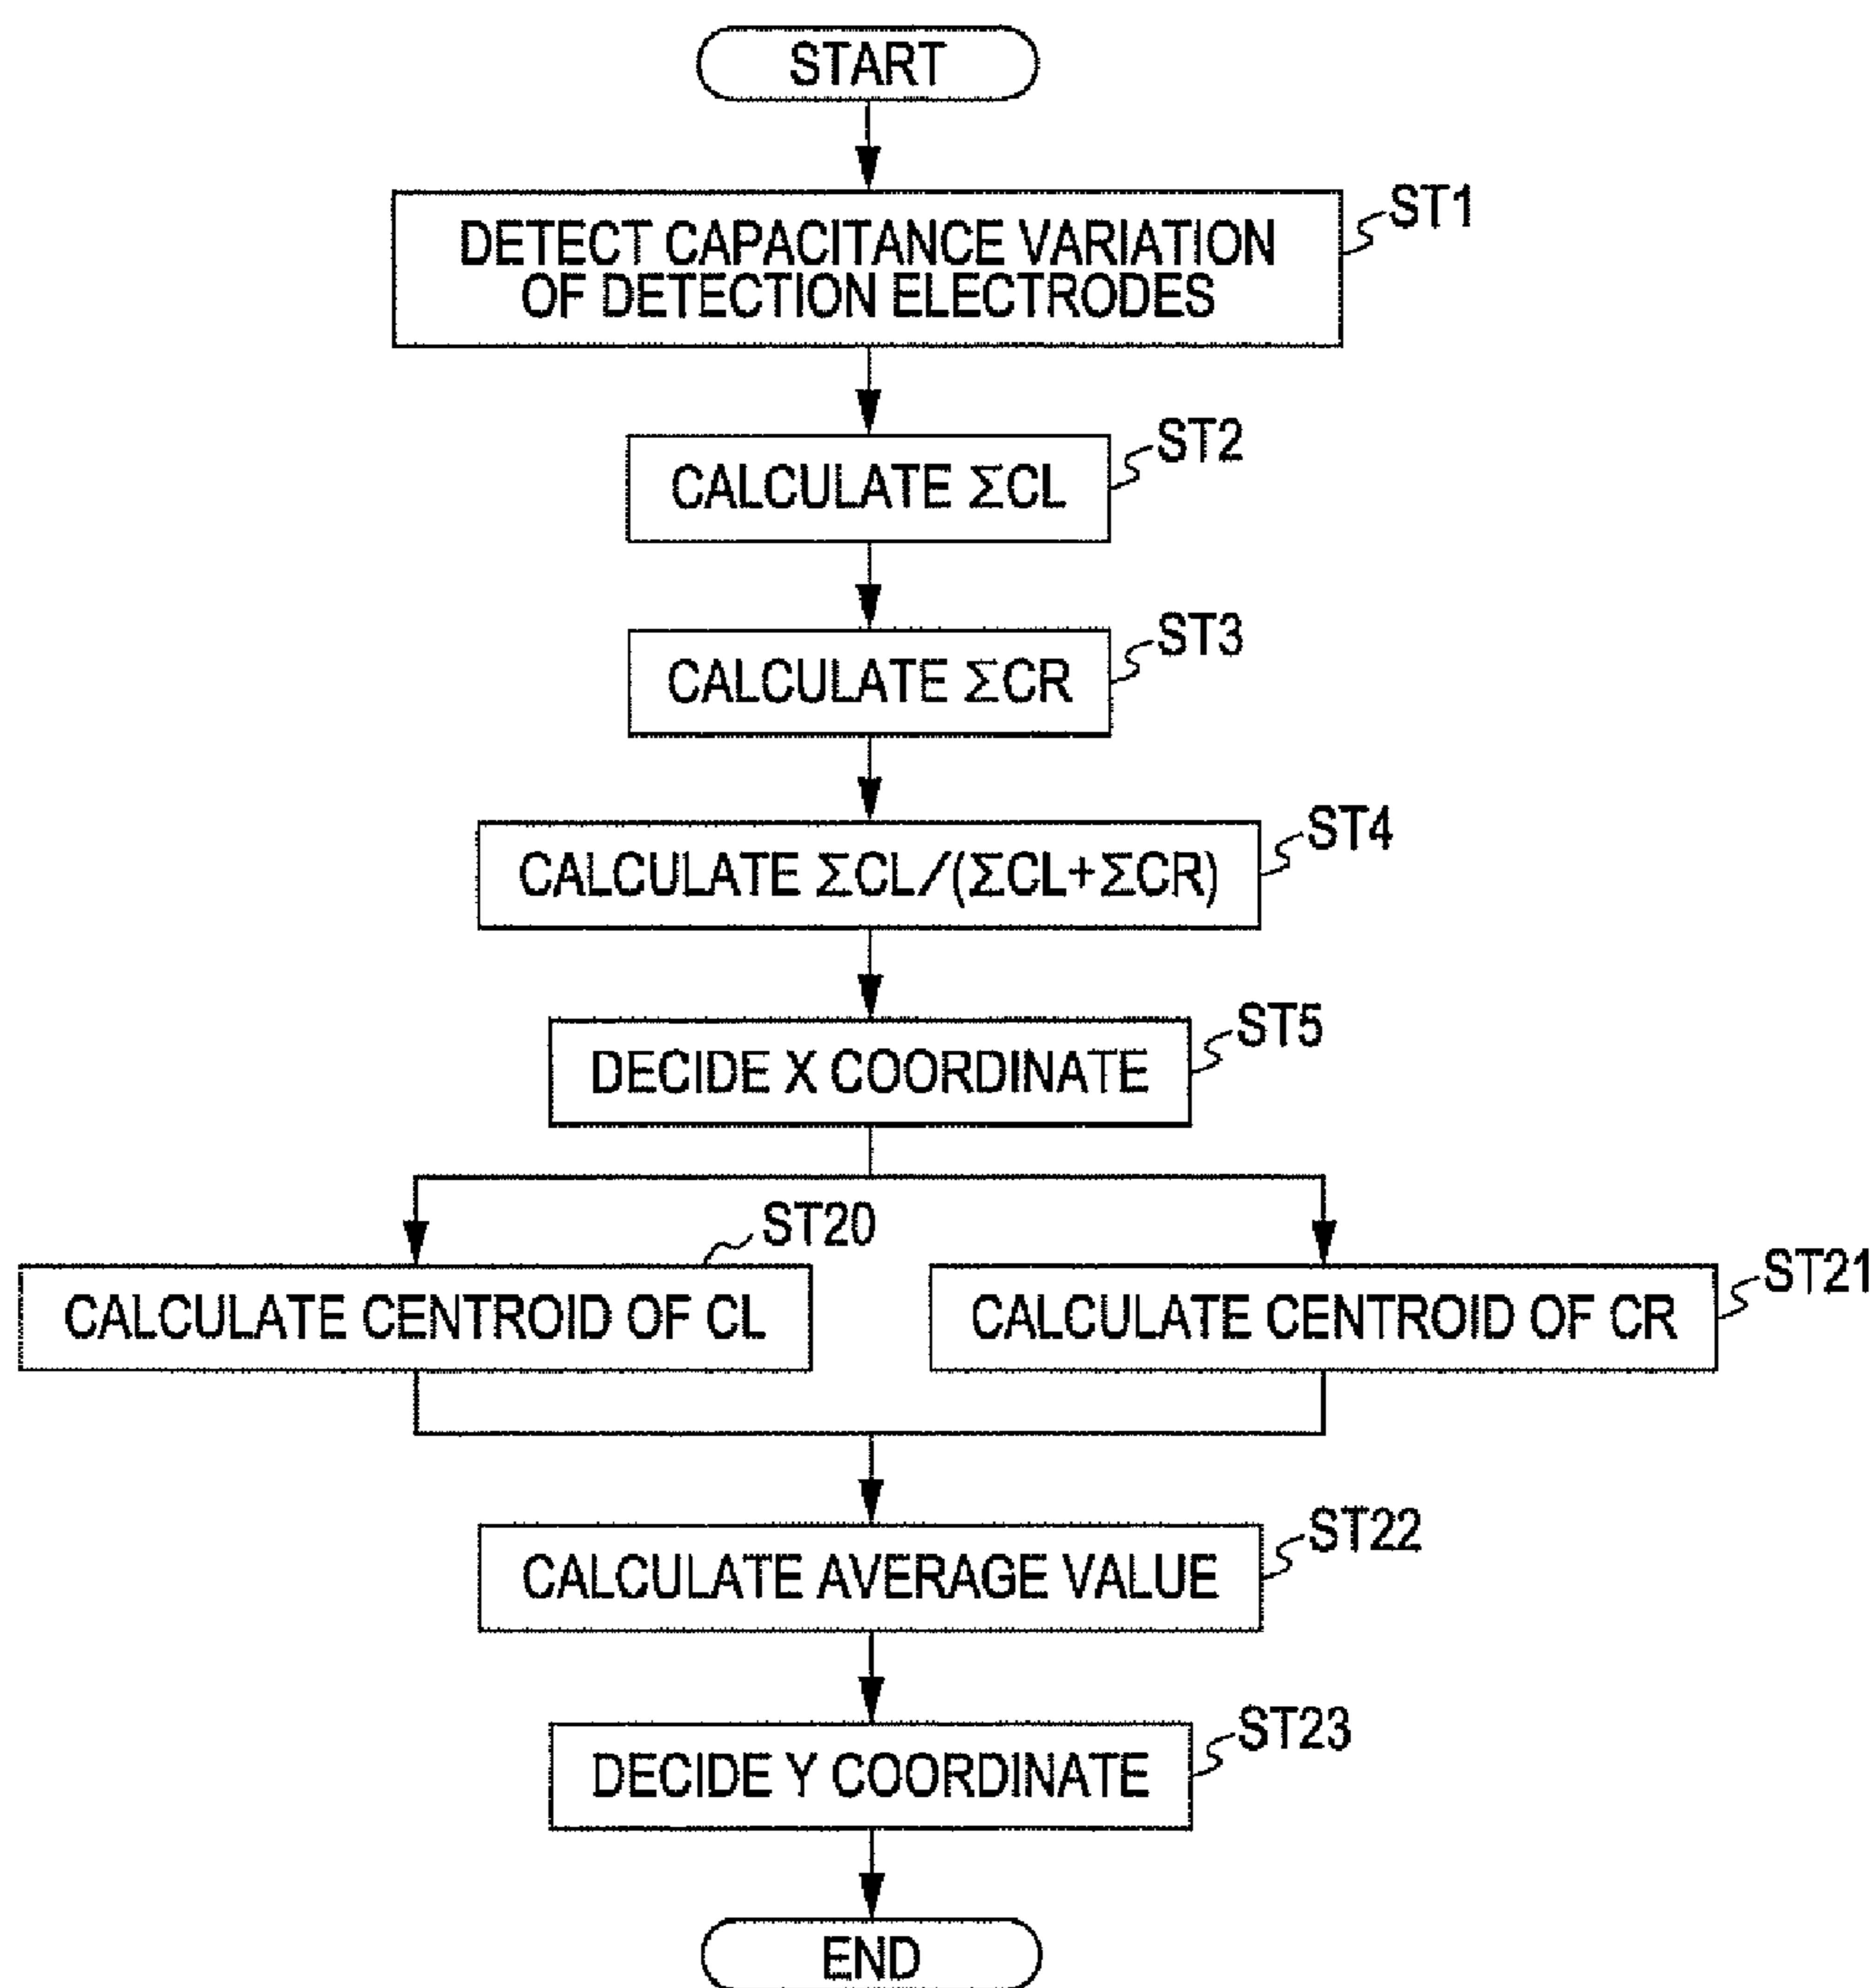 START
DETECT CAPACITANCE VARIATION
OF DETECTION ELECTRODES
ST1
CALCULATE ΣCL
ST2
CALCULATE ΣCR
ST3
CALCULATE ΣCL/(ΣCL+ΣCR)
ST4
DECIDE X COORDINATE
ST5
CALCULATE CENTROID OF CL
ST20
CALCULATE CENTROID OF CR
ST21
CALCULATE AVERAGE VALUE
ST22
DECIDE Y COORDINATE
ST23
END